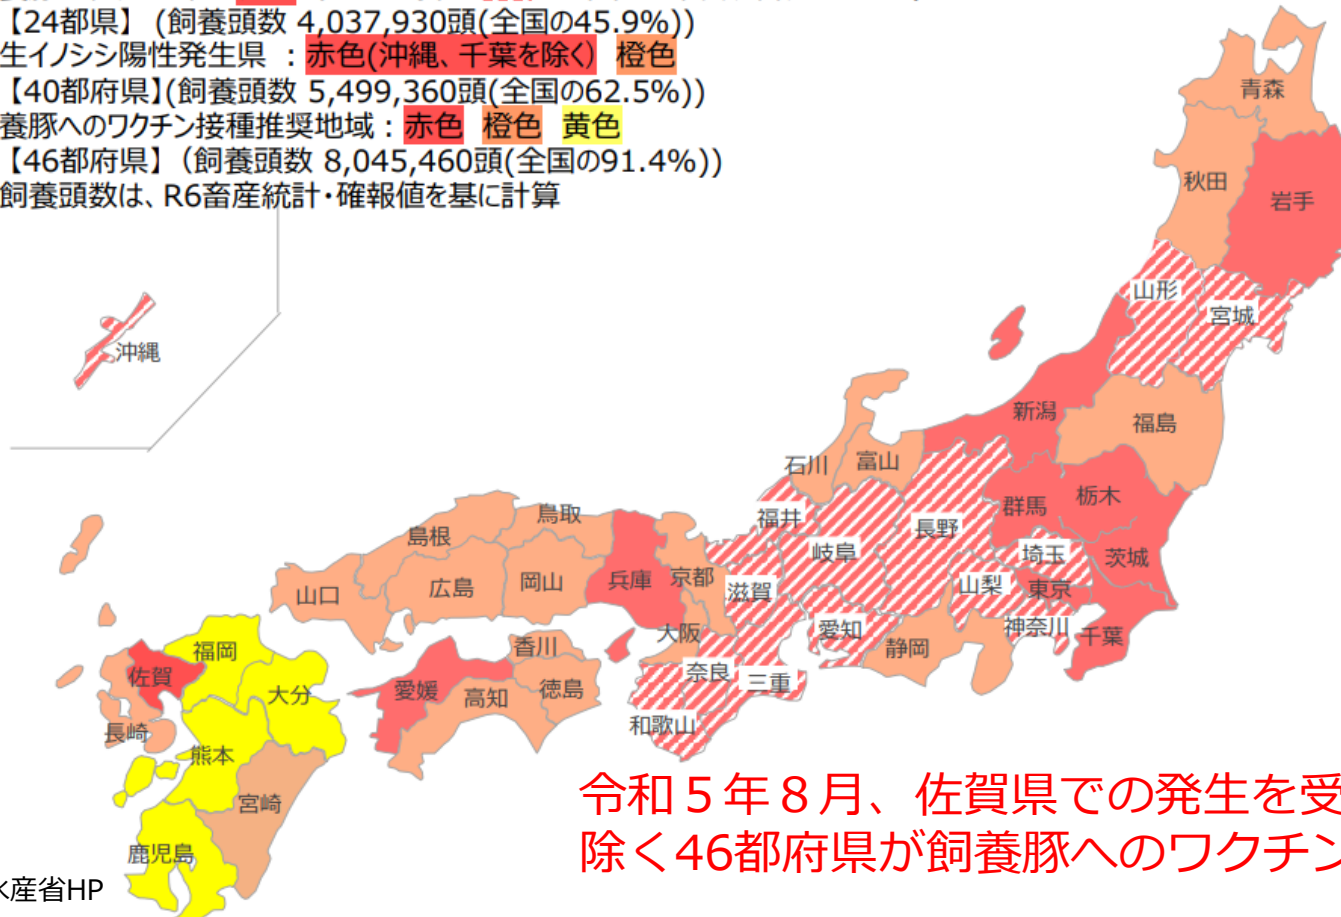 【24都県】 (飼養頭数 4,037,930頭(全国の45.9%))
生イノシシ陽性発生県 ： 赤色(沖縄、千葉を除く) 橙色
【40都府県】(飼養頭数 5,499,360頭(全国の62.5%))
養豚へのワクチン接種推奨地域 : 赤色 橙色 黄色
【46都府県】 （飼養頭数 8,045,460頭(全国の91.4%))
飼養頭数は、R6畜産統計・確報値を基に計算
青森
秋田
岩手
山形
宮城
沖縄
新潟
福島
石川
富山
群馬
栃木
鳥取
福井
長野
島根
岐阜
埼玉
茨城
山口
広島
岡山
兵庫
京都
滋賀
山梨
東京
大阪
愛知
神奈川
千葉
福岡
香川
静岡
佐賀
奈良
三重
大分
愛媛
高知
徳島
長崎
和歌山
熊本
宮崎
鹿児島
令和５年８月、佐賀県での発生を受
除く46都府県が飼養豚へのワクチン
水産省HP